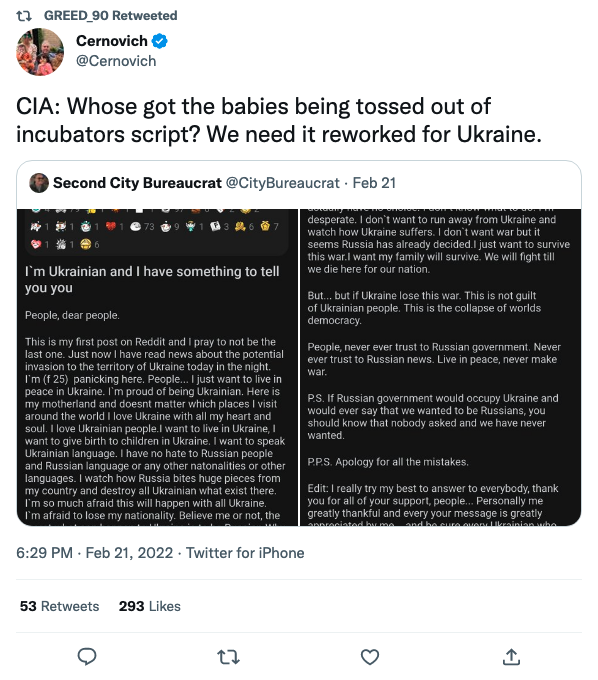 GREED_90 Retweeted
Cernovich
@Cernovich
CIA: Whose got the babies being tossed out of
incubators script? We need it reworked for Ukraine.
Second City Bureaucrat @CityBureaucrat · Feb 21
1 1 1 1 73 9 1 3 6 7
1 1 6
I`m Ukrainian and I have something to tell
you you
People, dear people.
This is my first post on Reddit and I pray to not be the
last one. Just now I have read news about the potential
invasion to the territory of Ukraine today in the night.
I`m (f 25) panicking here. People... I just want to live in
peace in Ukraine. I`m proud of being Ukrainian. Here is
my motherland and doesnt matter which places I visit
around the world I love Ukraine with all my heart and
soul. I love Ukrainian people.I want to live in Ukraine, I
want to give birth to children in Ukraine. I want to speak
Ukrainian language. I have no hate to Russian people
and Russian language or any other natonalities or other
languages. I watch how Russia bites huge pieces from
my country and destroy all Ukrainian what exist there.
I`m so much afraid this will happen with all Ukraine.
I`m afraid to lose my nationality. Believe me or not, the
desperate. I don`t want to run away from Ukraine and
watch how Ukraine suffers. I don`t want war but it
seems Russia has already decided.I just want to survive
this war.I want my family will survive. We will fight till
we die here for our nation.
But... but if Ukraine lose this war. This is not guilt
of Ukrainian people. This is the collapse of worlds
democracy.
People, never ever trust to Russian government. Never
ever trust to Russian news. Live in peace, never make
war.
P.S. If Russian government would occupy Ukraine and
would ever say that we wanted to be Russians, you
should know that nobody asked and we have never
wanted.
P.P.S. Apology for all the mistakes.
Edit: I really try my best to answer to everybody, thank
you for all of your support, people... Personally me
greatly thankful and every your message is greatly
appreciated by me... and be sure every Ukrainian who
6:29 PM · Feb 21, 2022 · Twitter for iPhone
53 Retweets 293 Likes